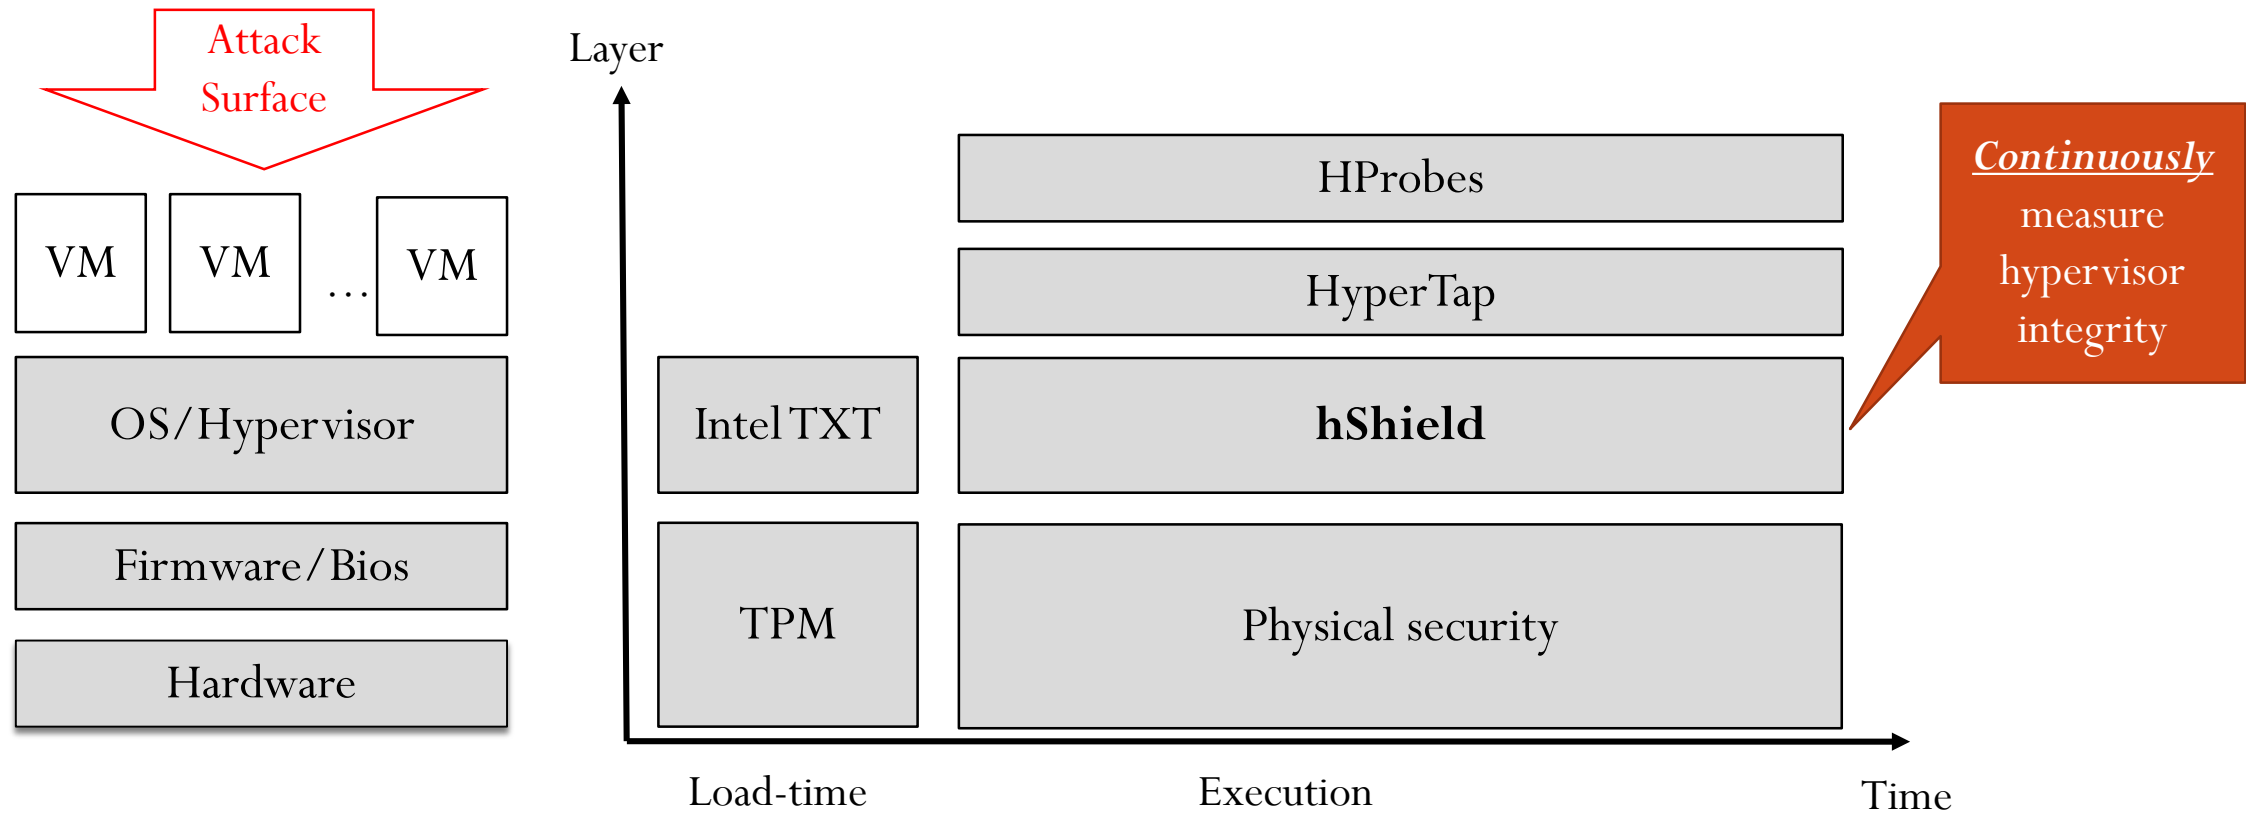 Attack
Surface
VM
VM
...
VM
OS/Hypervisor
Firmware/Bios
Hardware
Layer
HProbes
HyperTap
Intel TXT
hShield
TPM
Physical security
Load-time
Execution
Time
Continuously
measure
hypervisor
integrity